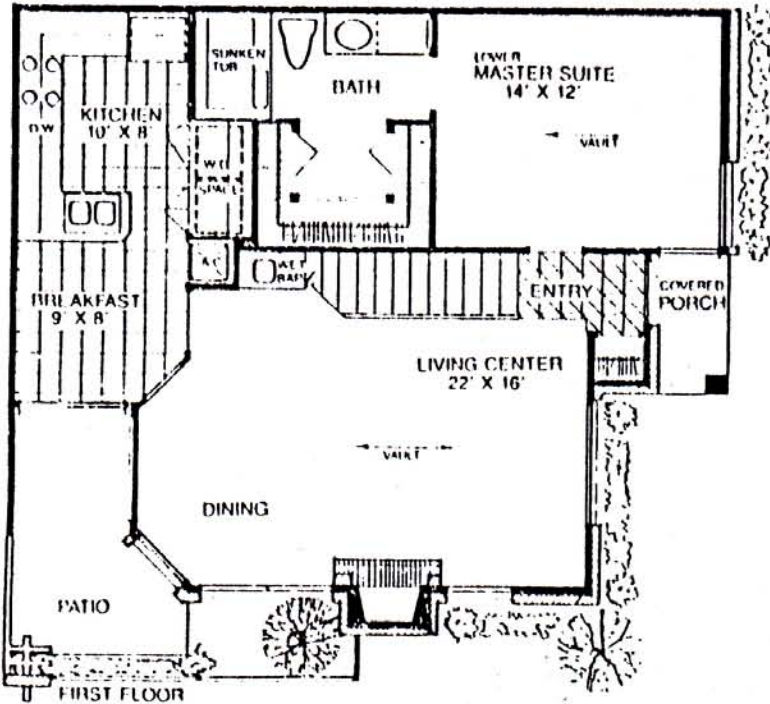 SUNKEN
TUB
BATH
LOWER
MASTER SUITE
14' X 12'
VAULT
KITCHEN
10' X 8'
D.W.
SPACE
WET
BAR
ENTRY
COVERED
PORCH
BREAKFAST
9' X 8'
LIVING CENTER
22' X 16'
VAULT
DINING
PATIO
FIRST FLOOR